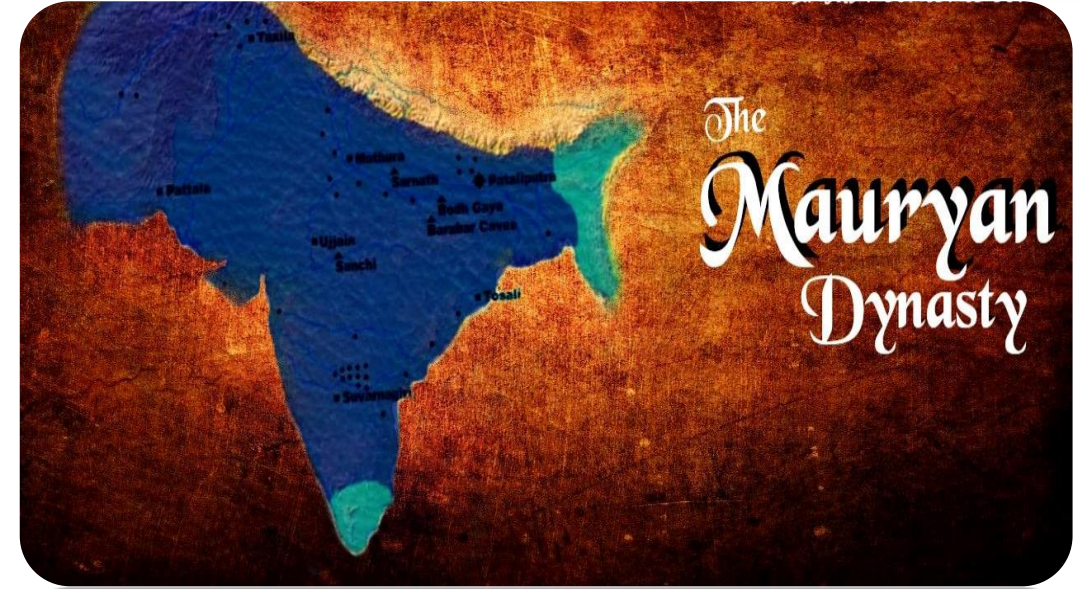 The
Mauryan
Dynasty
Taxila
Mathura
Sarnath
Pataliputra
Pattala
Bodh Gaya
Barabar Caves
Ujjain
Sanchi
Tosali
Suvarnagiri